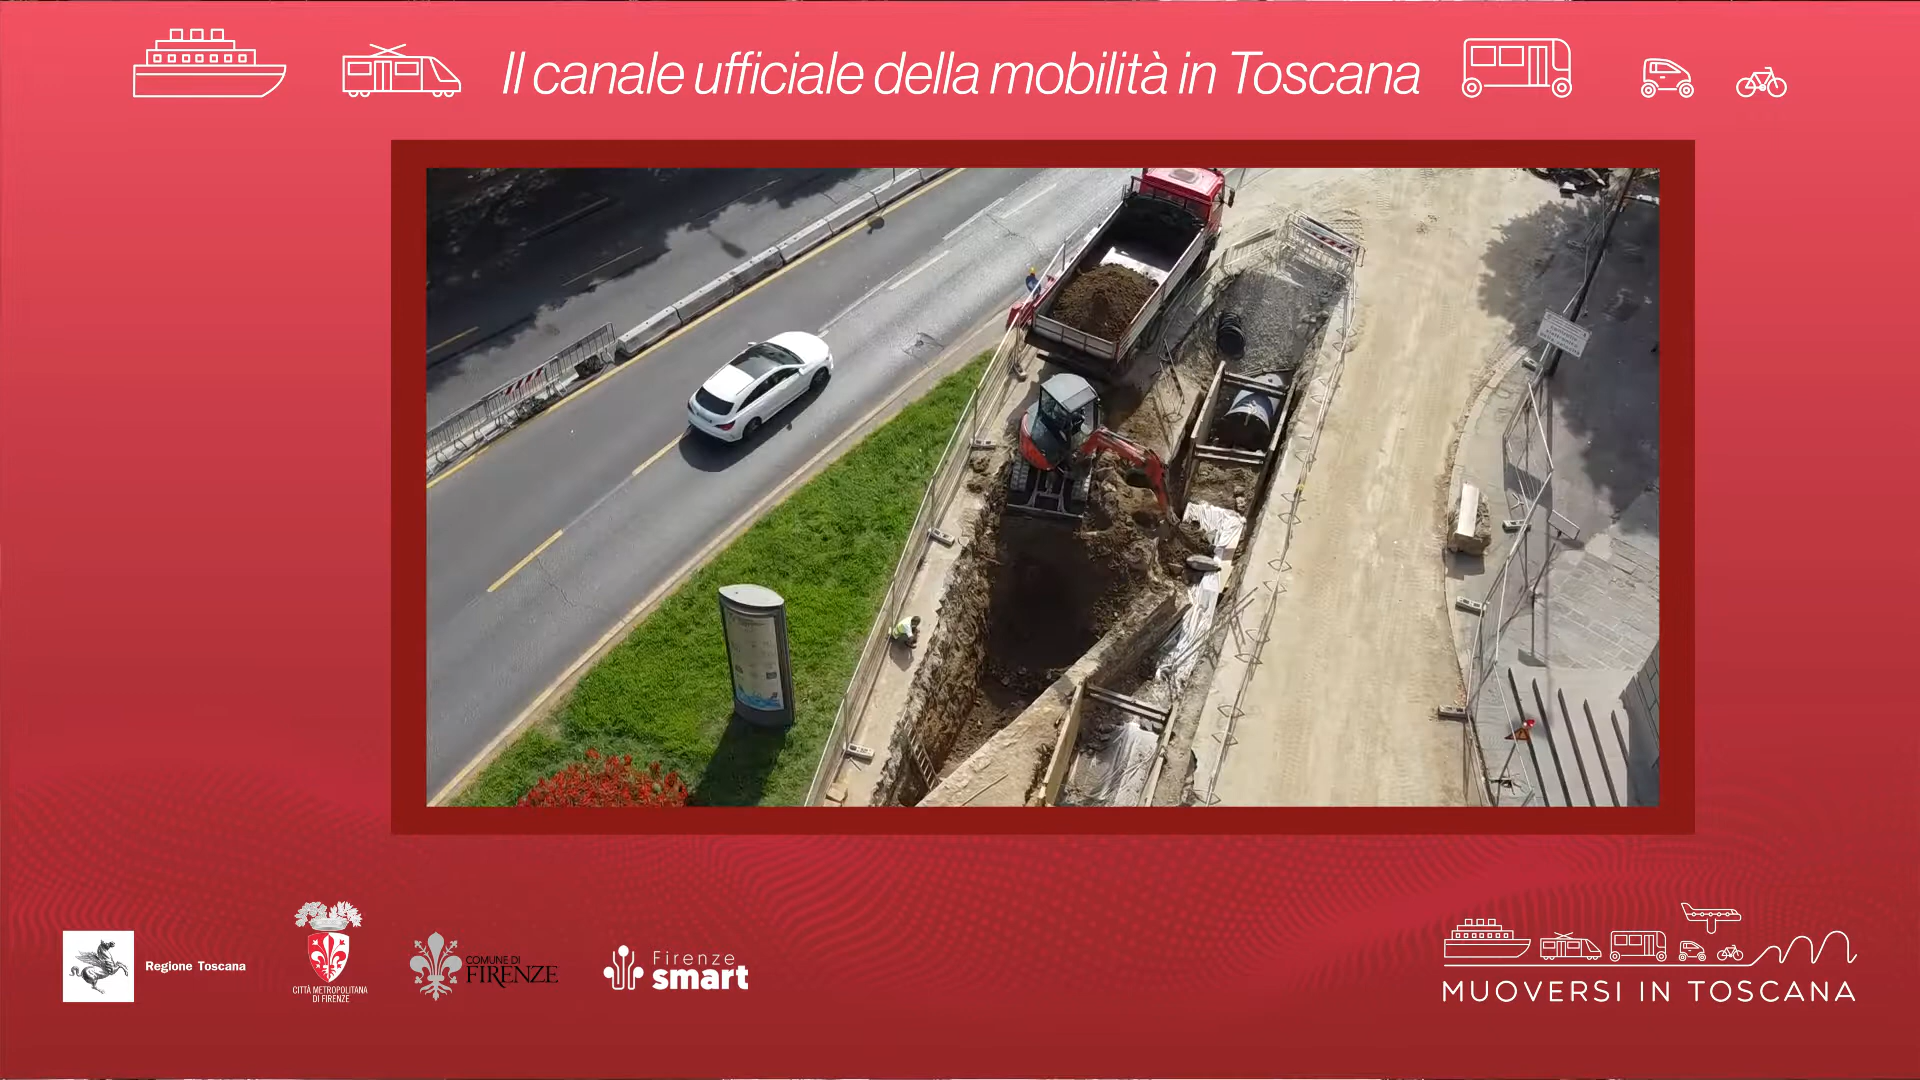 Il canale ufficiale della mobilità in Toscana
Regione Toscana
CITTÀ METROPOLITANA
DI FIRENZE
COMUNE DI
FIRENZE
Firenze
smart
MUOVERSI IN TOSCANA